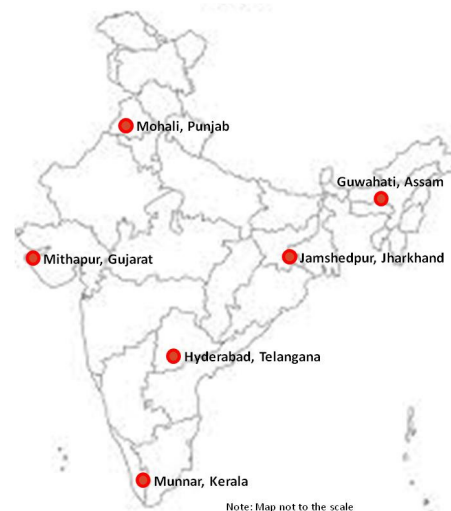 Mohali, Punjab
Guwahati, Assam
Mithapur, Gujarat
Jamshedpur, Jharkhand
Hyderabad, Telangana
Munnar, Kerala
Note: Map not to the scale